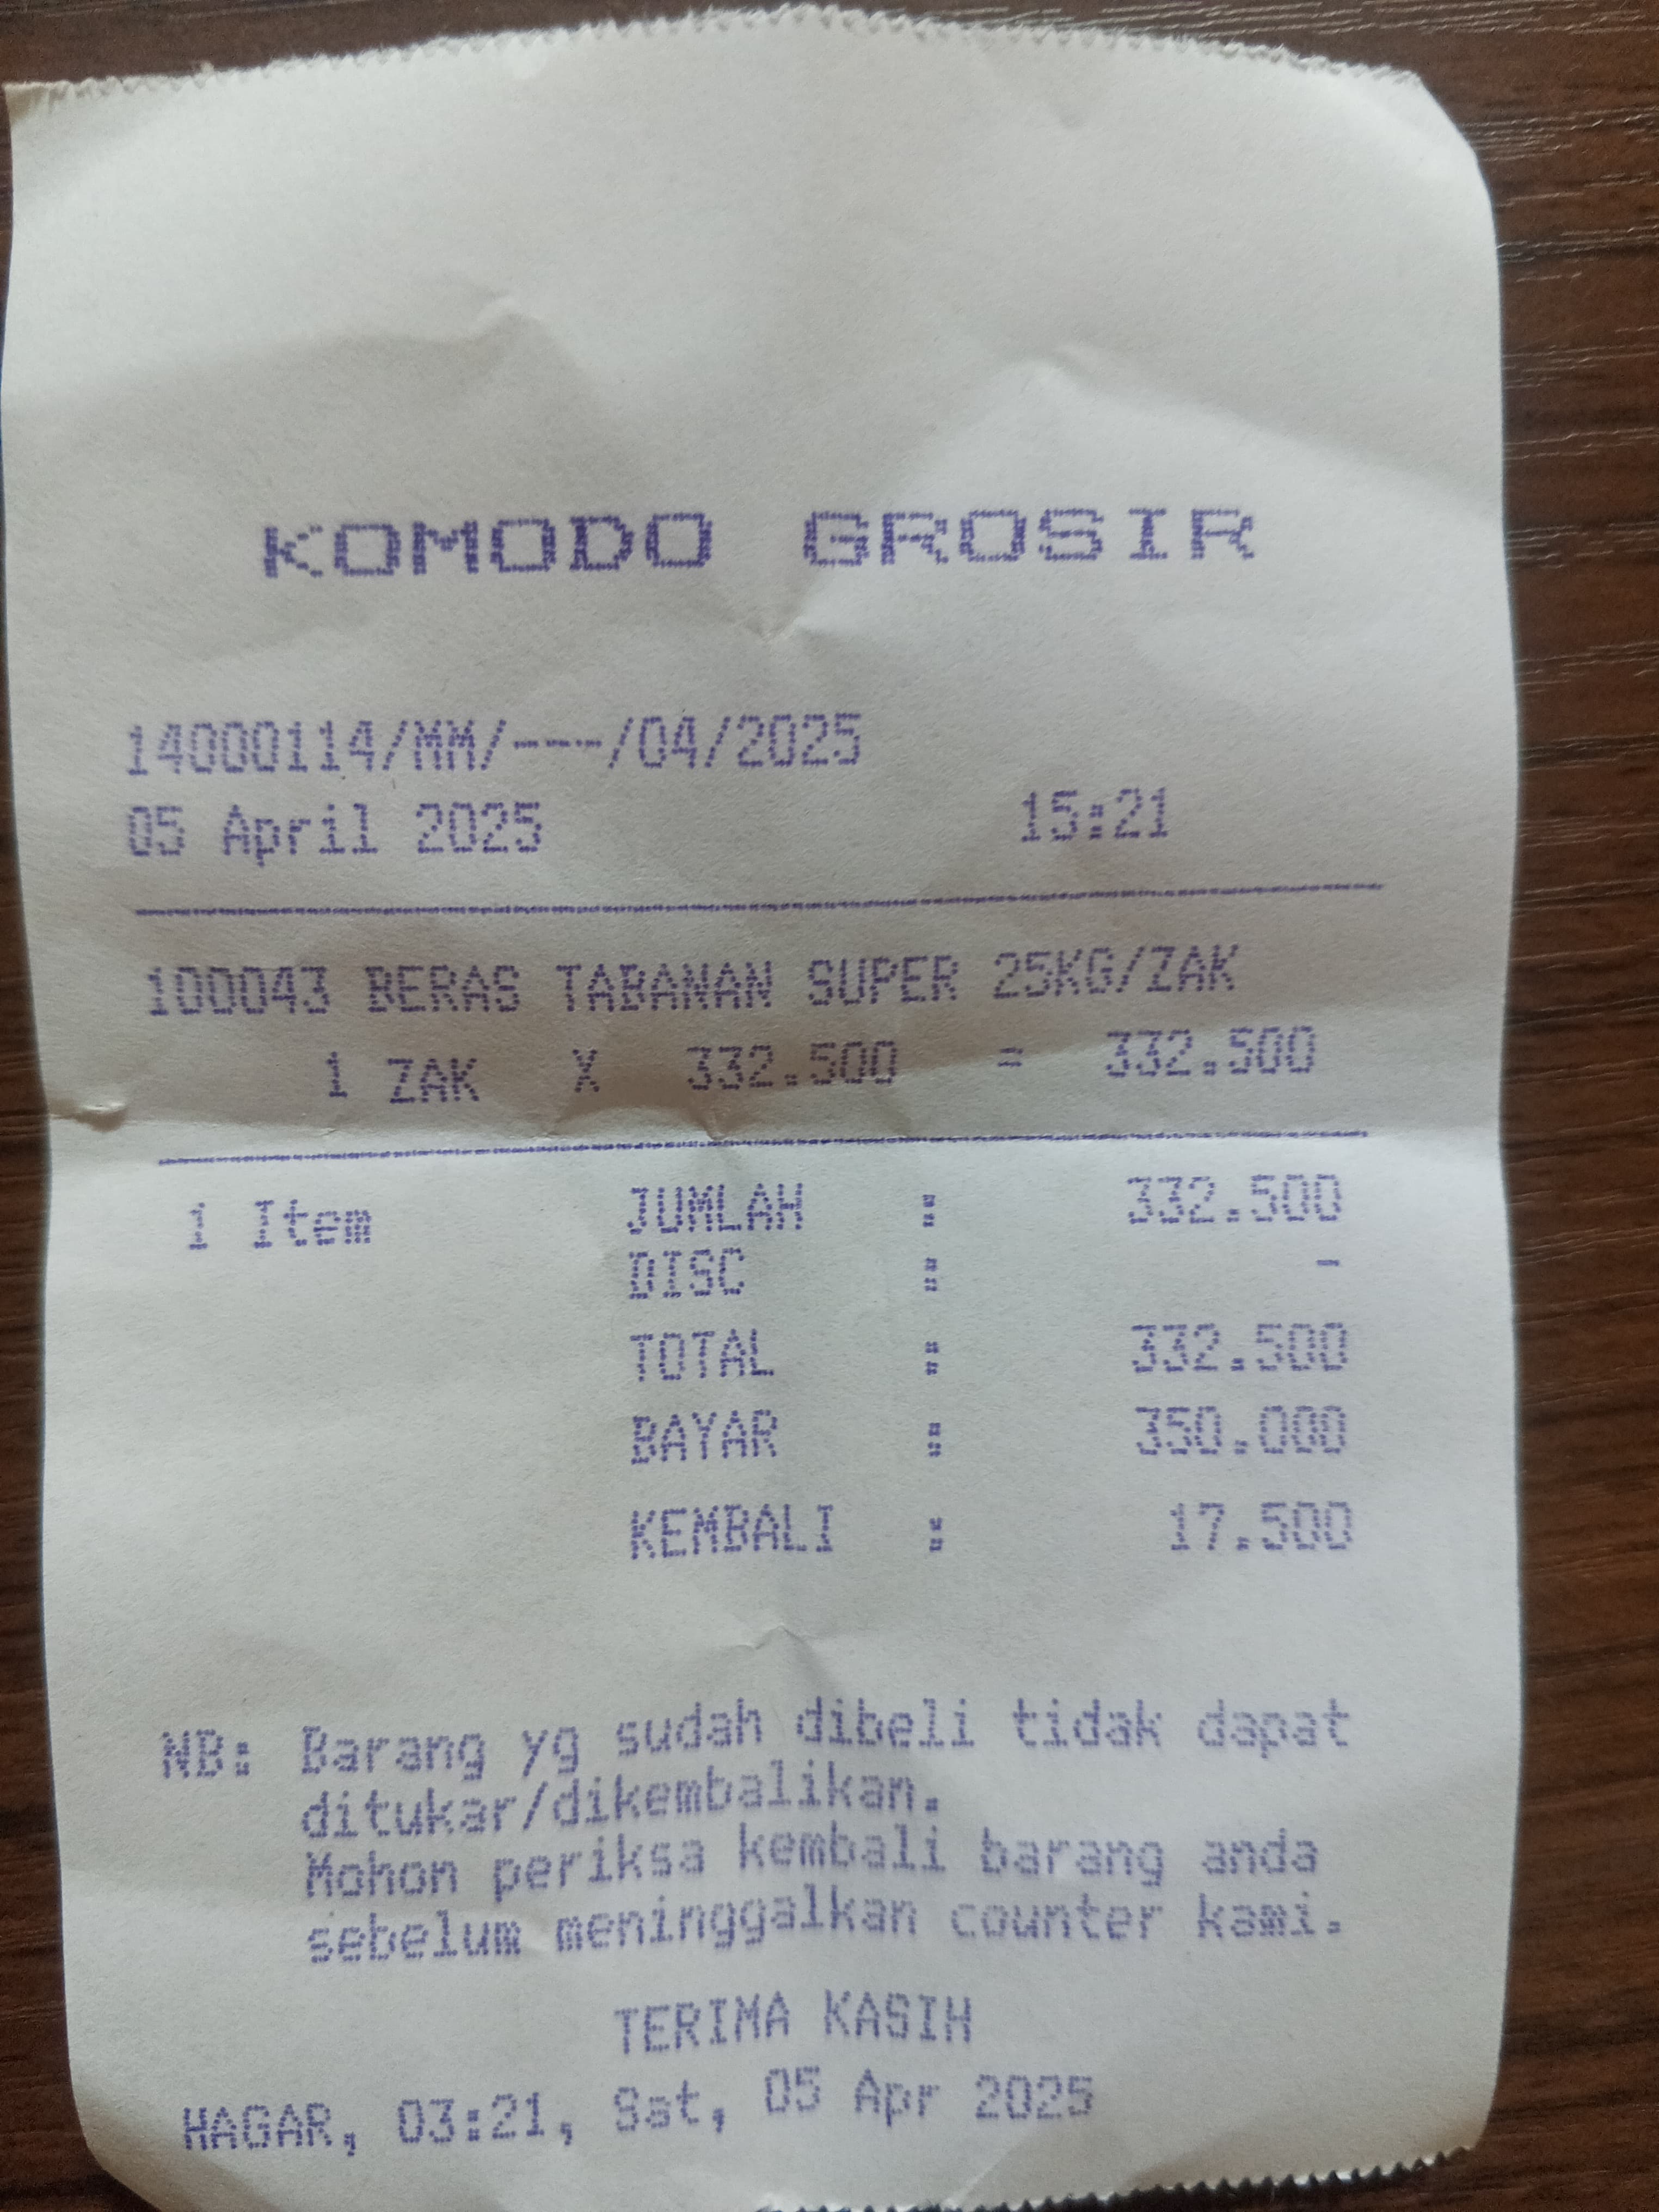 KOMODO GROSIR
14000114/MM/----/04/2025
05 April 2025 15:21
100043 BERAS TABANAN SUPER 25KG/ZAK
1 ZAK X 332.500 = 332.500
1 Item JUMLAH : 332.500
DISC : -
TOTAL : 332.500
BAYAR : 350.000
KEMBALI : 17.500
NB: Barang yg sudah dibeli tidak dapat
ditukar/dikembalikan.
Mohon periksa kembali barang anda
sebelum meninggalkan counter kami.
TERIMA KASIH
HAGAR, 03:21, Sat, 05 Apr 2025